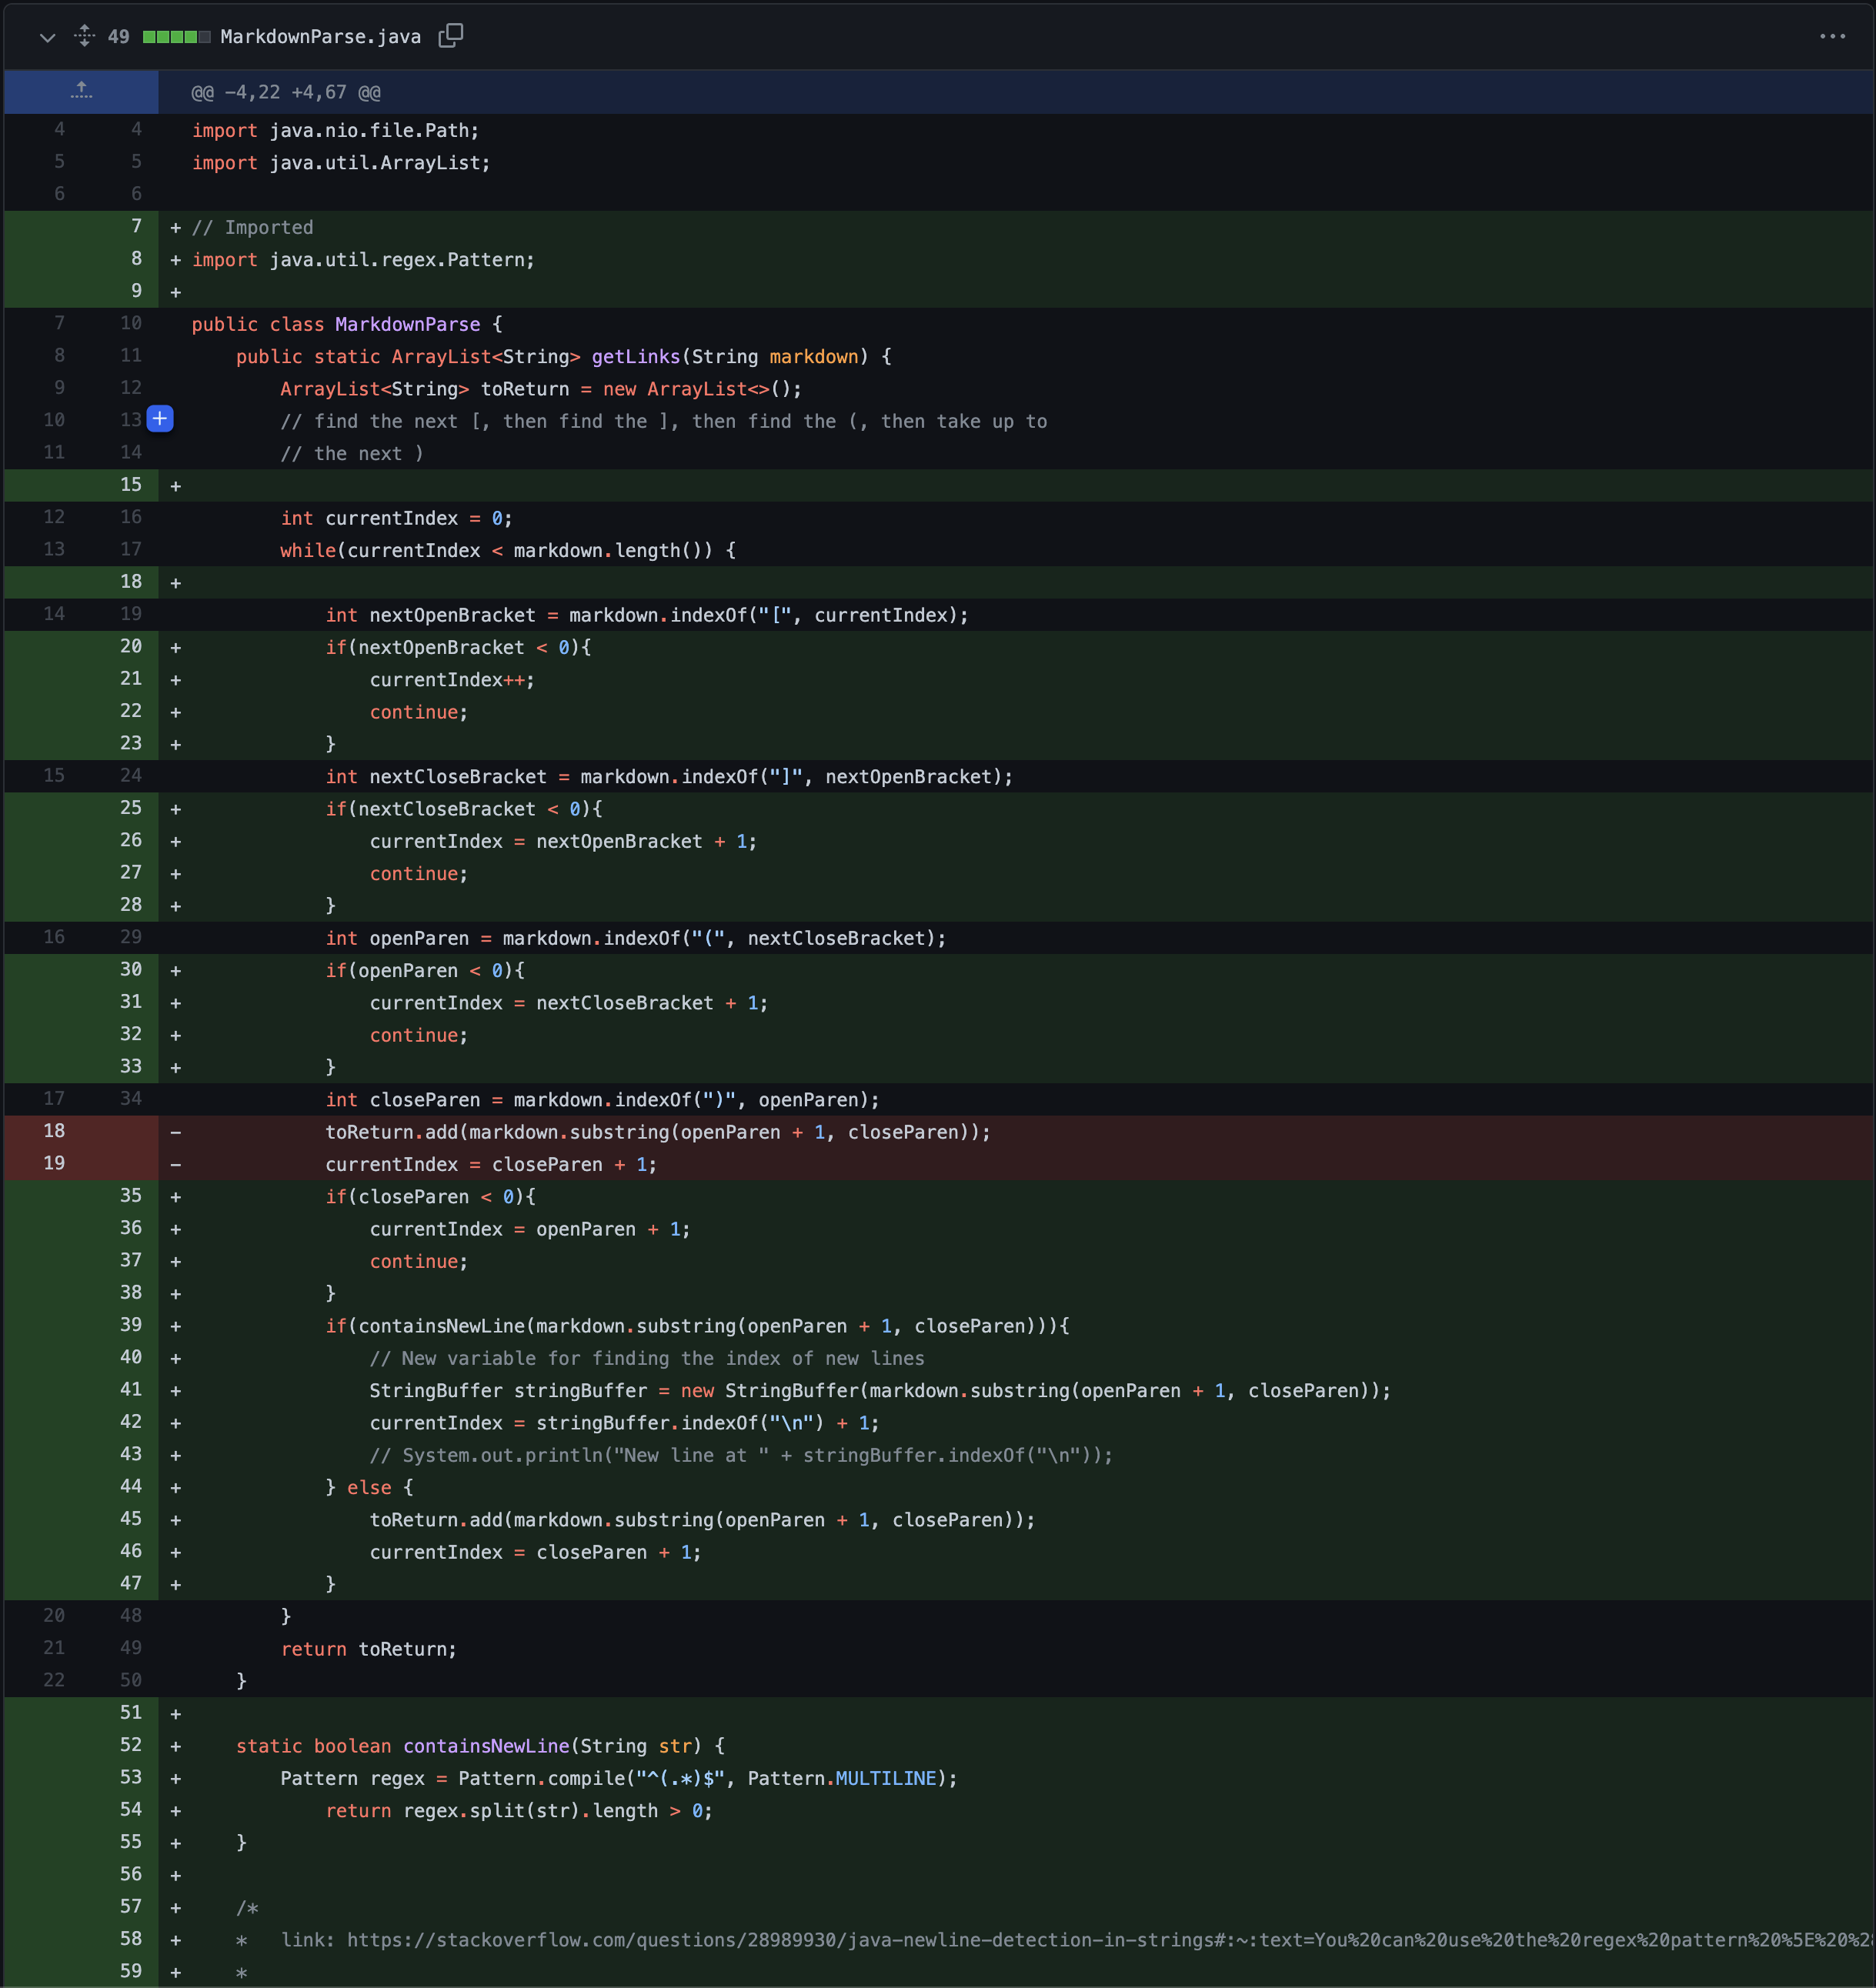 49 MarkdownParse.java
@@ -4,22 +4,67 @@
4 4 import java.nio.file.Path;
5 5 import java.util.ArrayList;
6 6
7 + // Imported
8 + import java.util.regex.Pattern;
9 +
7 10 public class MarkdownParse {
8 11 public static ArrayList<String> getLinks(String markdown) {
9 12 ArrayList<String> toReturn = new ArrayList<>();
10 13 + // find the next [, then find the ], then find the (, then take up to
11 14 // the next )
15 +
12 16 int currentIndex = 0;
13 17 while(currentIndex < markdown.length()) {
18 +
14 19 int nextOpenBracket = markdown.indexOf("[", currentIndex);
20 + if(nextOpenBracket < 0){
21 + currentIndex++;
22 + continue;
23 + }
15 24 int nextCloseBracket = markdown.indexOf("]", nextOpenBracket);
25 + if(nextCloseBracket < 0){
26 + currentIndex = nextOpenBracket + 1;
27 + continue;
28 + }
16 29 int openParen = markdown.indexOf("(", nextCloseBracket);
30 + if(openParen < 0){
31 + currentIndex = nextCloseBracket + 1;
32 + continue;
33 + }
17 34 int closeParen = markdown.indexOf(")", openParen);
18 - toReturn.add(markdown.substring(openParen + 1, closeParen));
19 - currentIndex = closeParen + 1;
35 + if(closeParen < 0){
36 + currentIndex = openParen + 1;
37 + continue;
38 + }
39 + if(containsNewLine(markdown.substring(openParen + 1, closeParen))){
40 + // New variable for finding the index of new lines
41 + StringBuffer stringBuffer = new StringBuffer(markdown.substring(openParen + 1, closeParen));
42 + currentIndex = stringBuffer.indexOf("\n") + 1;
43 + // System.out.println("New line at " + stringBuffer.indexOf("\n"));
44 + } else {
45 + toReturn.add(markdown.substring(openParen + 1, closeParen));
46 + currentIndex = closeParen + 1;
47 + }
20 48 }
21 49 return toReturn;
22 50 }
51 +
52 + static boolean containsNewLine(String str) {
53 + Pattern regex = Pattern.compile("^(.*)$", Pattern.MULTILINE);
54 + return regex.split(str).length > 0;
55 + }
56 +
57 + /*
58 + * link: https://stackoverflow.com/questions/28989930/java-newline-detection-in-strings#:~:text=You%20can%20use%20the%20regex%20pattern%20%5E%20%2
59 + *